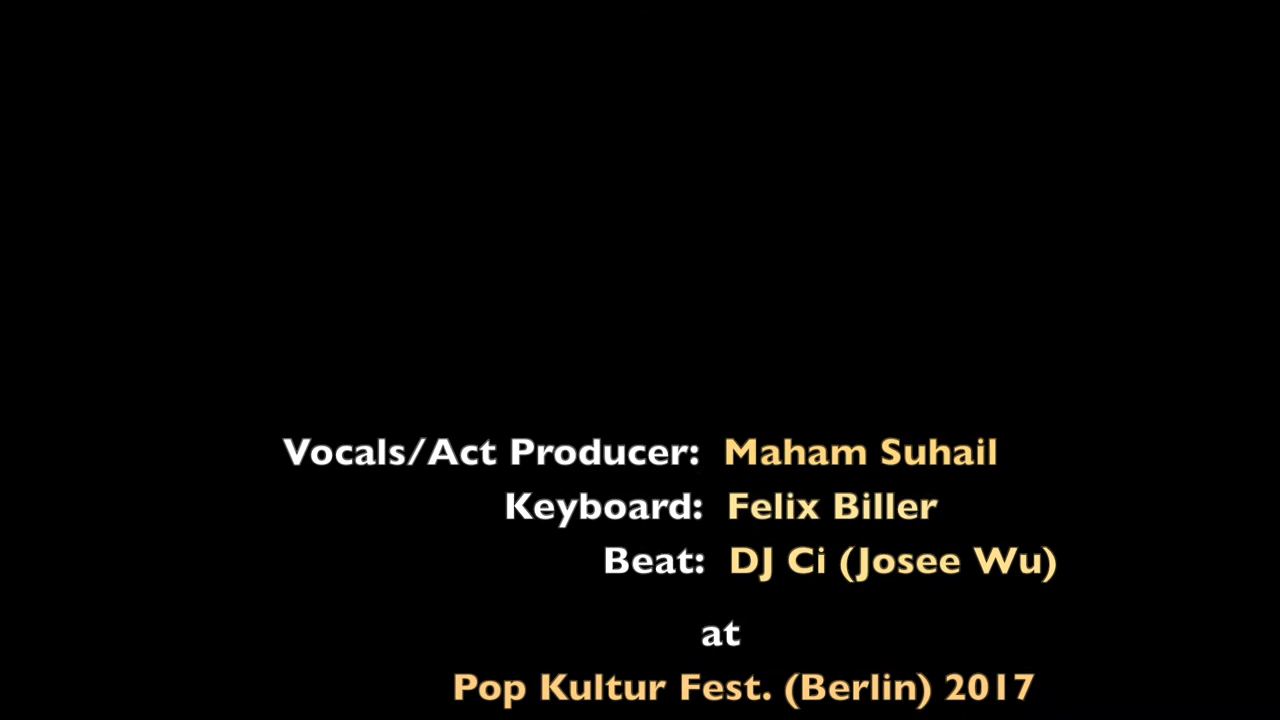 Vocals/Act Producer: Maham Suhail
Keyboard: Felix Biller
Beat: DJ Ci (Josee Wu)
at
Pop Kultur Fest. (Berlin) 2017